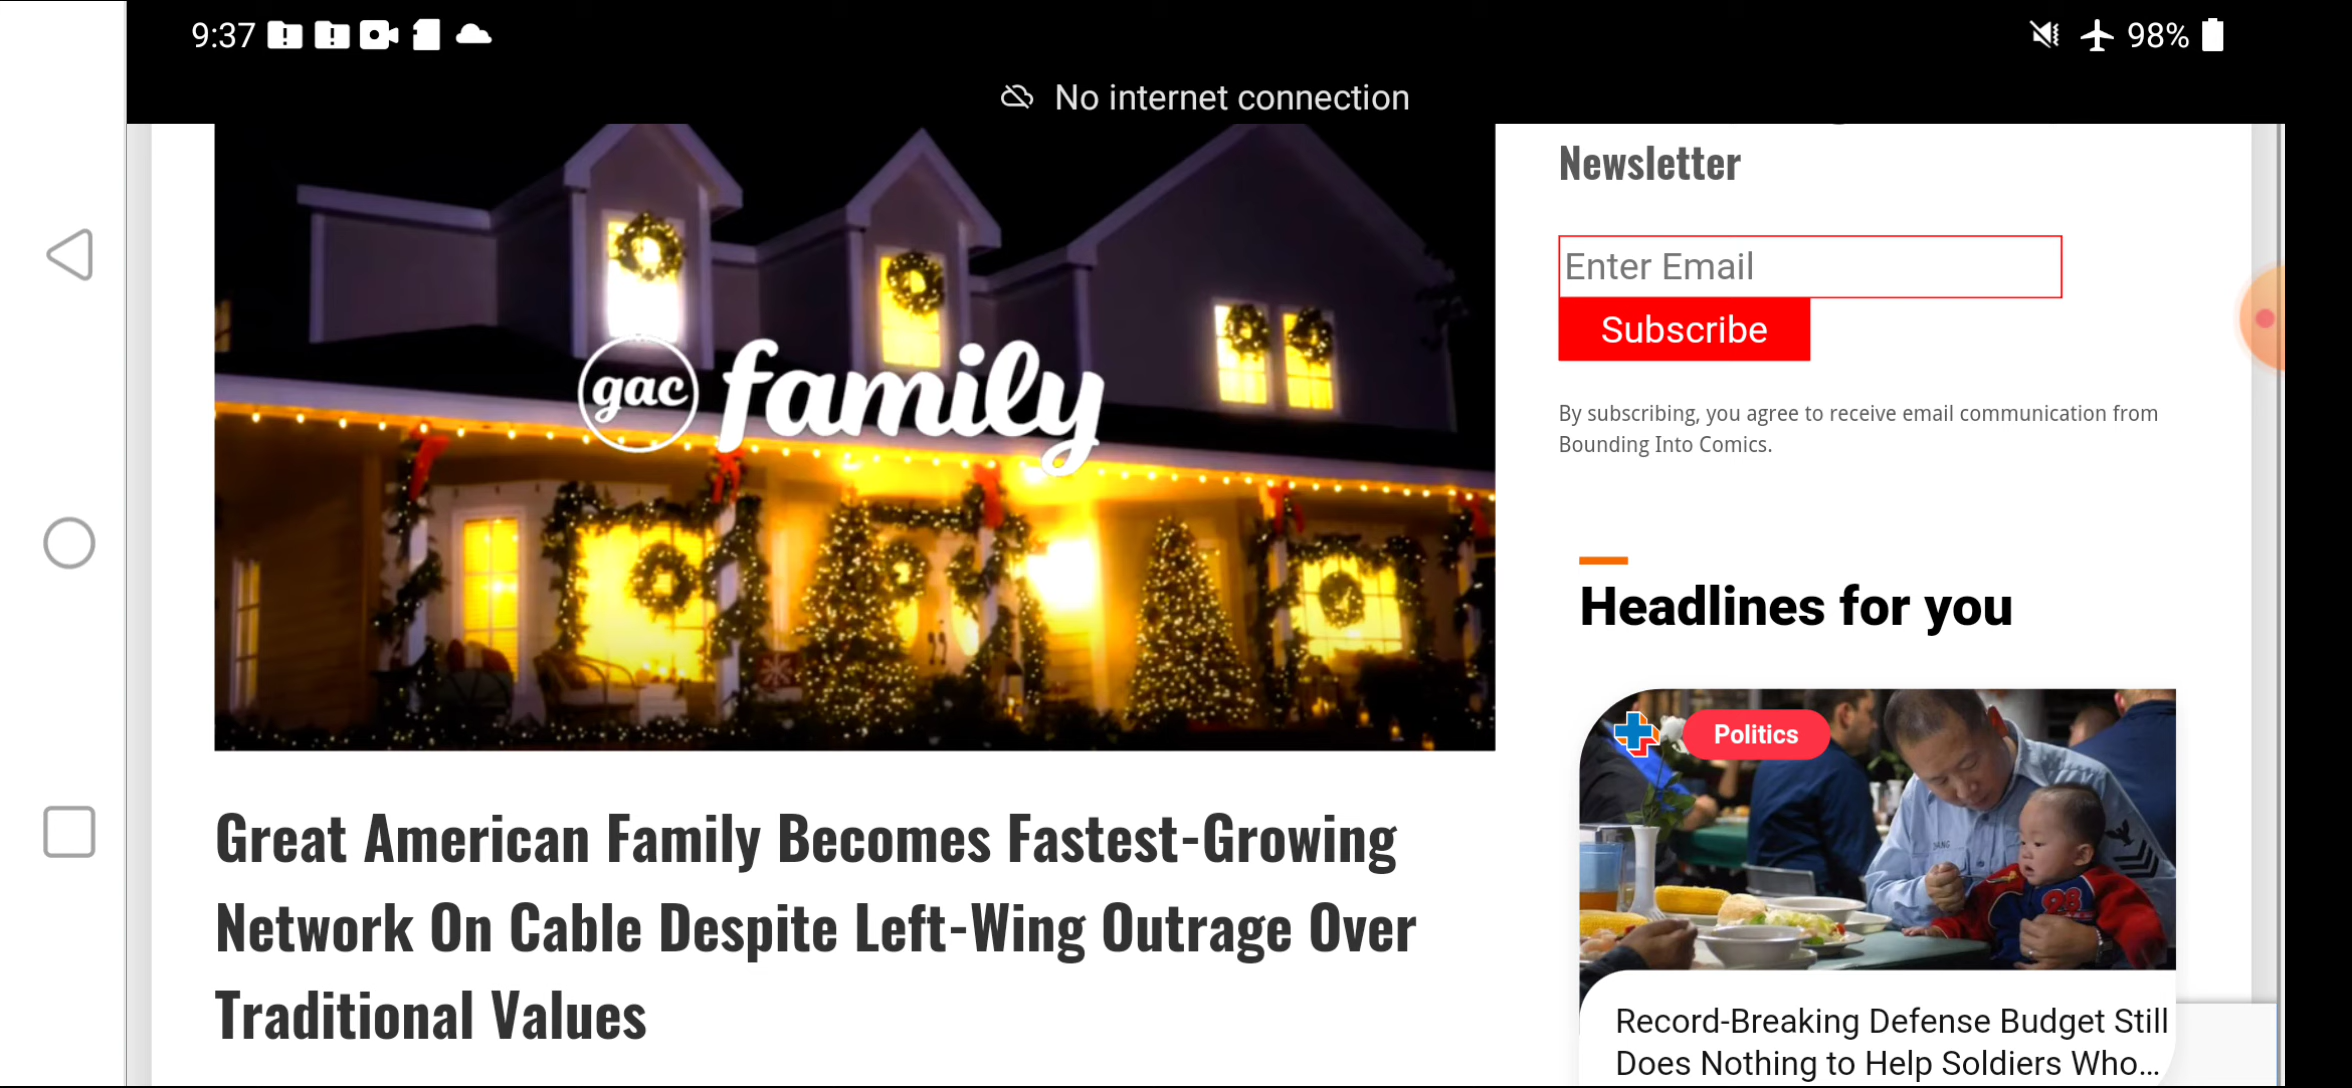 9:37
98%
No internet connection
gac family
Great American Family Becomes Fastest-Growing
Network On Cable Despite Left-Wing Outrage Over
Traditional Values
Newsletter
Enter Email
Subscribe
By subscribing, you agree to receive email communication from
Bounding Into Comics.
Headlines for you
Politics
98
Record-Breaking Defense Budget Still
Does Nothing to Help Soldiers Who...